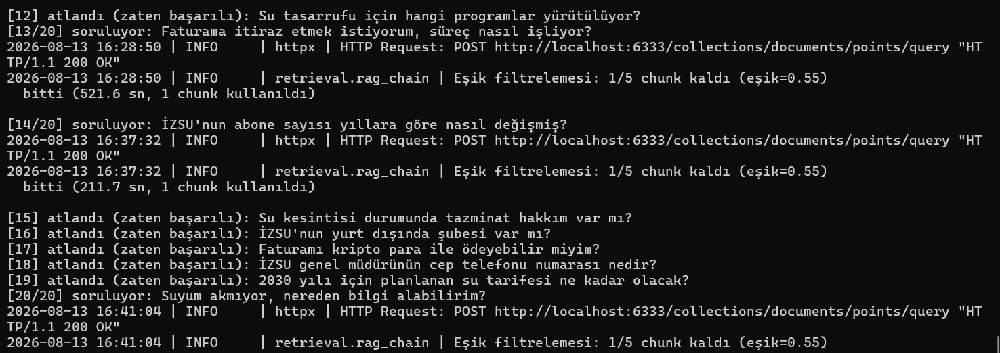 [12] atlandı (zaten başarılı): Su tasarrufu için hangi programlar yürütülüyor?
[13/20] soruluyor: Faturama itiraz etmek istiyorum, süreç nasıl işliyor?
2026-08-13 16:28:50 | INFO     | httpx | HTTP Request: POST http://localhost:6333/collections/documents/points/query "HT
TP/1.1 200 OK"
2026-08-13 16:28:50 | INFO     | retrieval.rag_chain | Eşik filtrelemesi: 1/5 chunk kaldı (eşik=0.55)
  bitti (521.6 sn, 1 chunk kullanıldı)

[14/20] soruluyor: İZSU'nun abone sayısı yıllara göre nasıl değişmiş?
2026-08-13 16:37:32 | INFO     | httpx | HTTP Request: POST http://localhost:6333/collections/documents/points/query "HT
TP/1.1 200 OK"
2026-08-13 16:37:32 | INFO     | retrieval.rag_chain | Eşik filtrelemesi: 1/5 chunk kaldı (eşik=0.55)
  bitti (211.7 sn, 1 chunk kullanıldı)

[15] atlandı (zaten başarılı): Su kesintisi durumunda tazminat hakkım var mı?
[16] atlandı (zaten başarılı): İZSU'nun yurt dışında şubesi var mı?
[17] atlandı (zaten başarılı): Faturamı kripto para ile ödeyebilir miyim?
[18] atlandı (zaten başarılı): İZSU genel müdürünün cep telefonu numarası nedir?
[19] atlandı (zaten başarılı): 2030 yılı için planlanan su tarifesi ne kadar olacak?
[20/20] soruluyor: Suyum akmıyor, nereden bilgi alabilirim?
2026-08-13 16:41:04 | INFO     | httpx | HTTP Request: POST http://localhost:6333/collections/documents/points/query "HT
TP/1.1 200 OK"
2026-08-13 16:41:04 | INFO     | retrieval.rag_chain | Eşik filtrelemesi: 1/5 chunk kaldı (eşik=0.55)